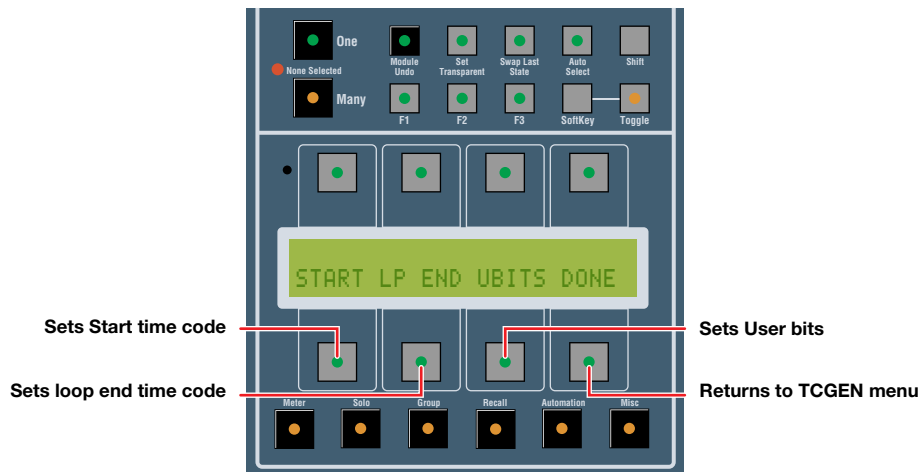 One
None Selected
Many
Module Undo
Set Transparent
Swap Last State
Auto Select
Shift
F1
F2
F3
SoftKey
Toggle
START LP END UBITS DONE
Sets Start time code
Sets User bits
Sets loop end time code
Returns to TCGEN menu
Meter
Solo
Group
Recall
Automation
Misc